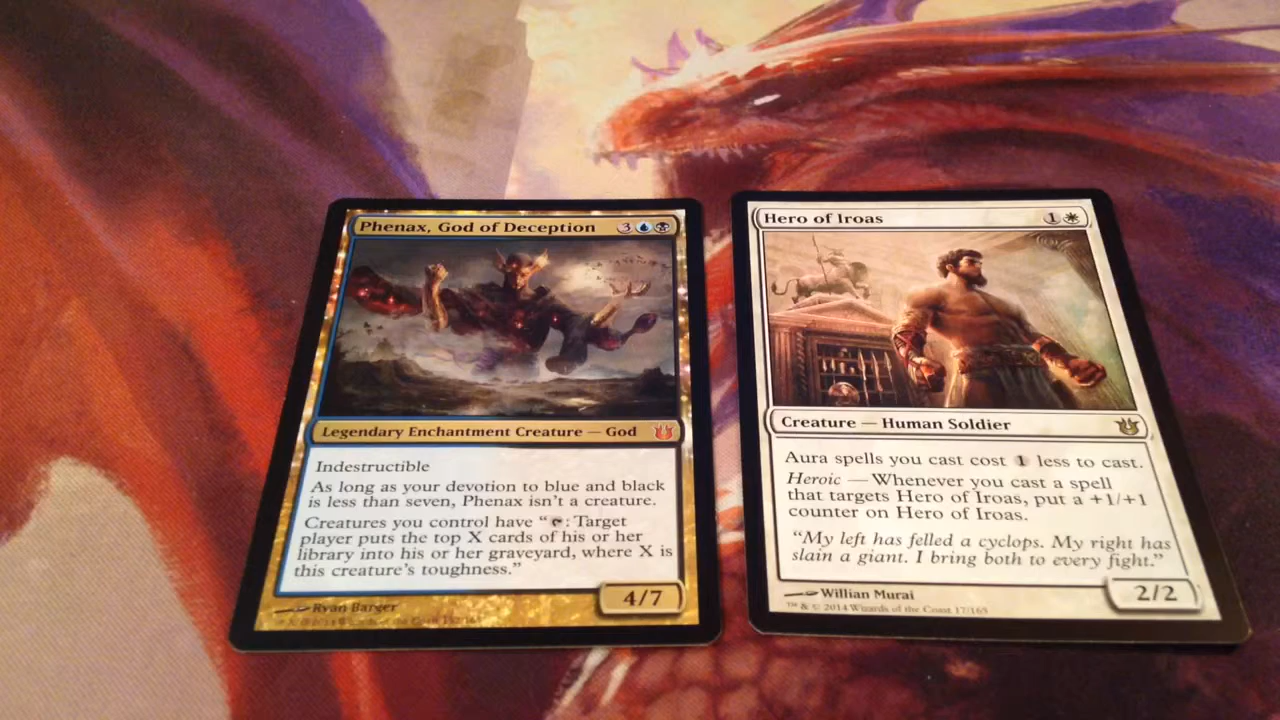 Phenax, God of Deception 3
Legendary Enchantment Creature — God
Indestructible
As long as your devotion to blue and black
is less than seven, Phenax isn't a creature.
Creatures you control have “ : Target
player puts the top X cards of his or her
library into his or her graveyard, where X is
this creature's toughness.”
4/7
Ryan Barger
Hero of Iroas 1
Creature — Human Soldier
Aura spells you cast cost 1 less to cast.
Heroic — Whenever you cast a spell
that targets Hero of Iroas, put a +1/+1
counter on Hero of Iroas.
“My left has felled a cyclops. My right has
slain a giant. I bring both to every fight.”
2/2
Willian Murai
™ & © 2014 Wizards of the Coast 17/165